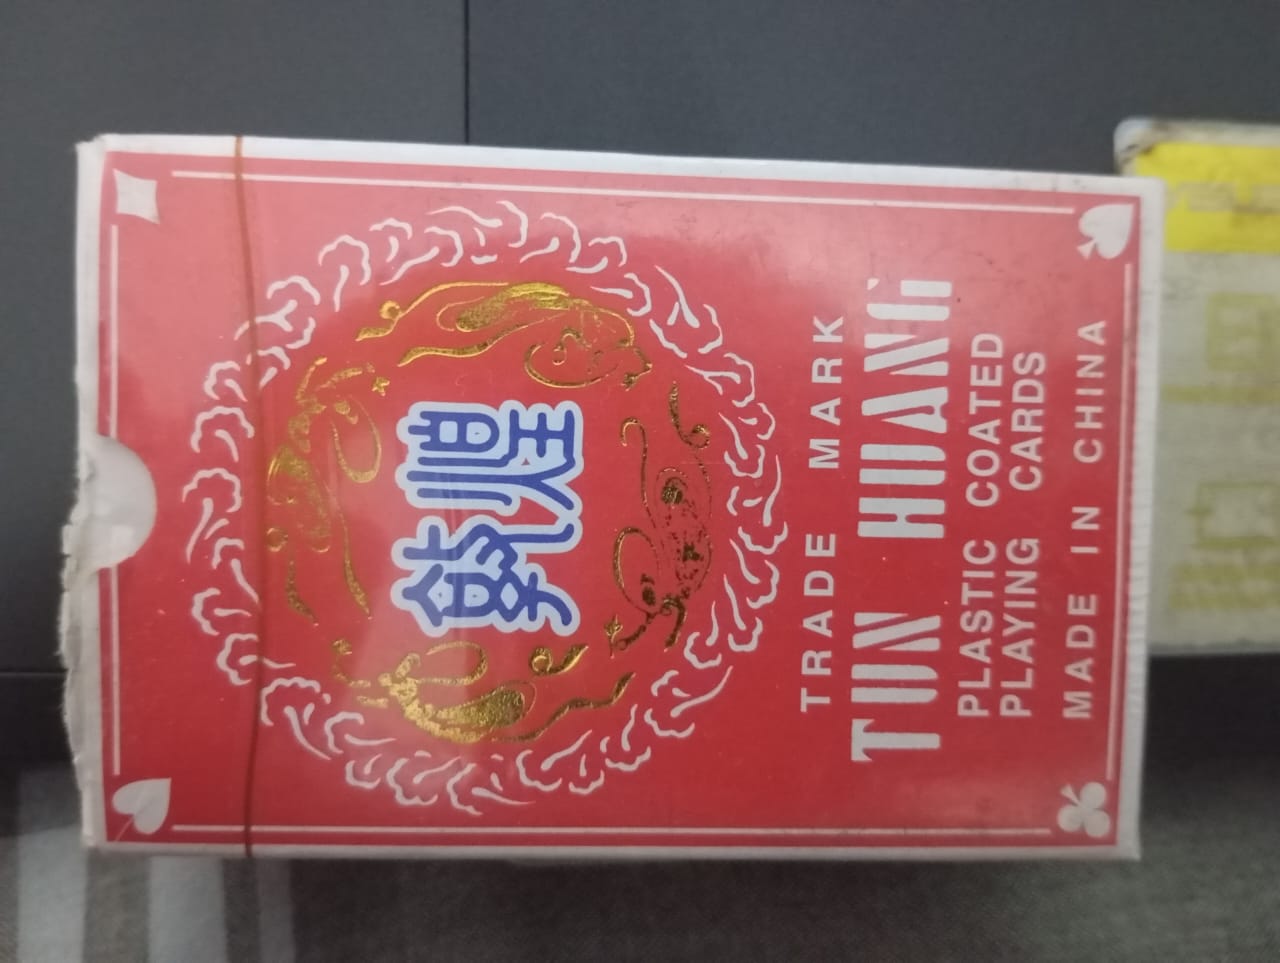 敦煌
TRADE MARK
TUN HUANG
PLASTIC COATED
PLAYING CARDS
MADE IN CHINA